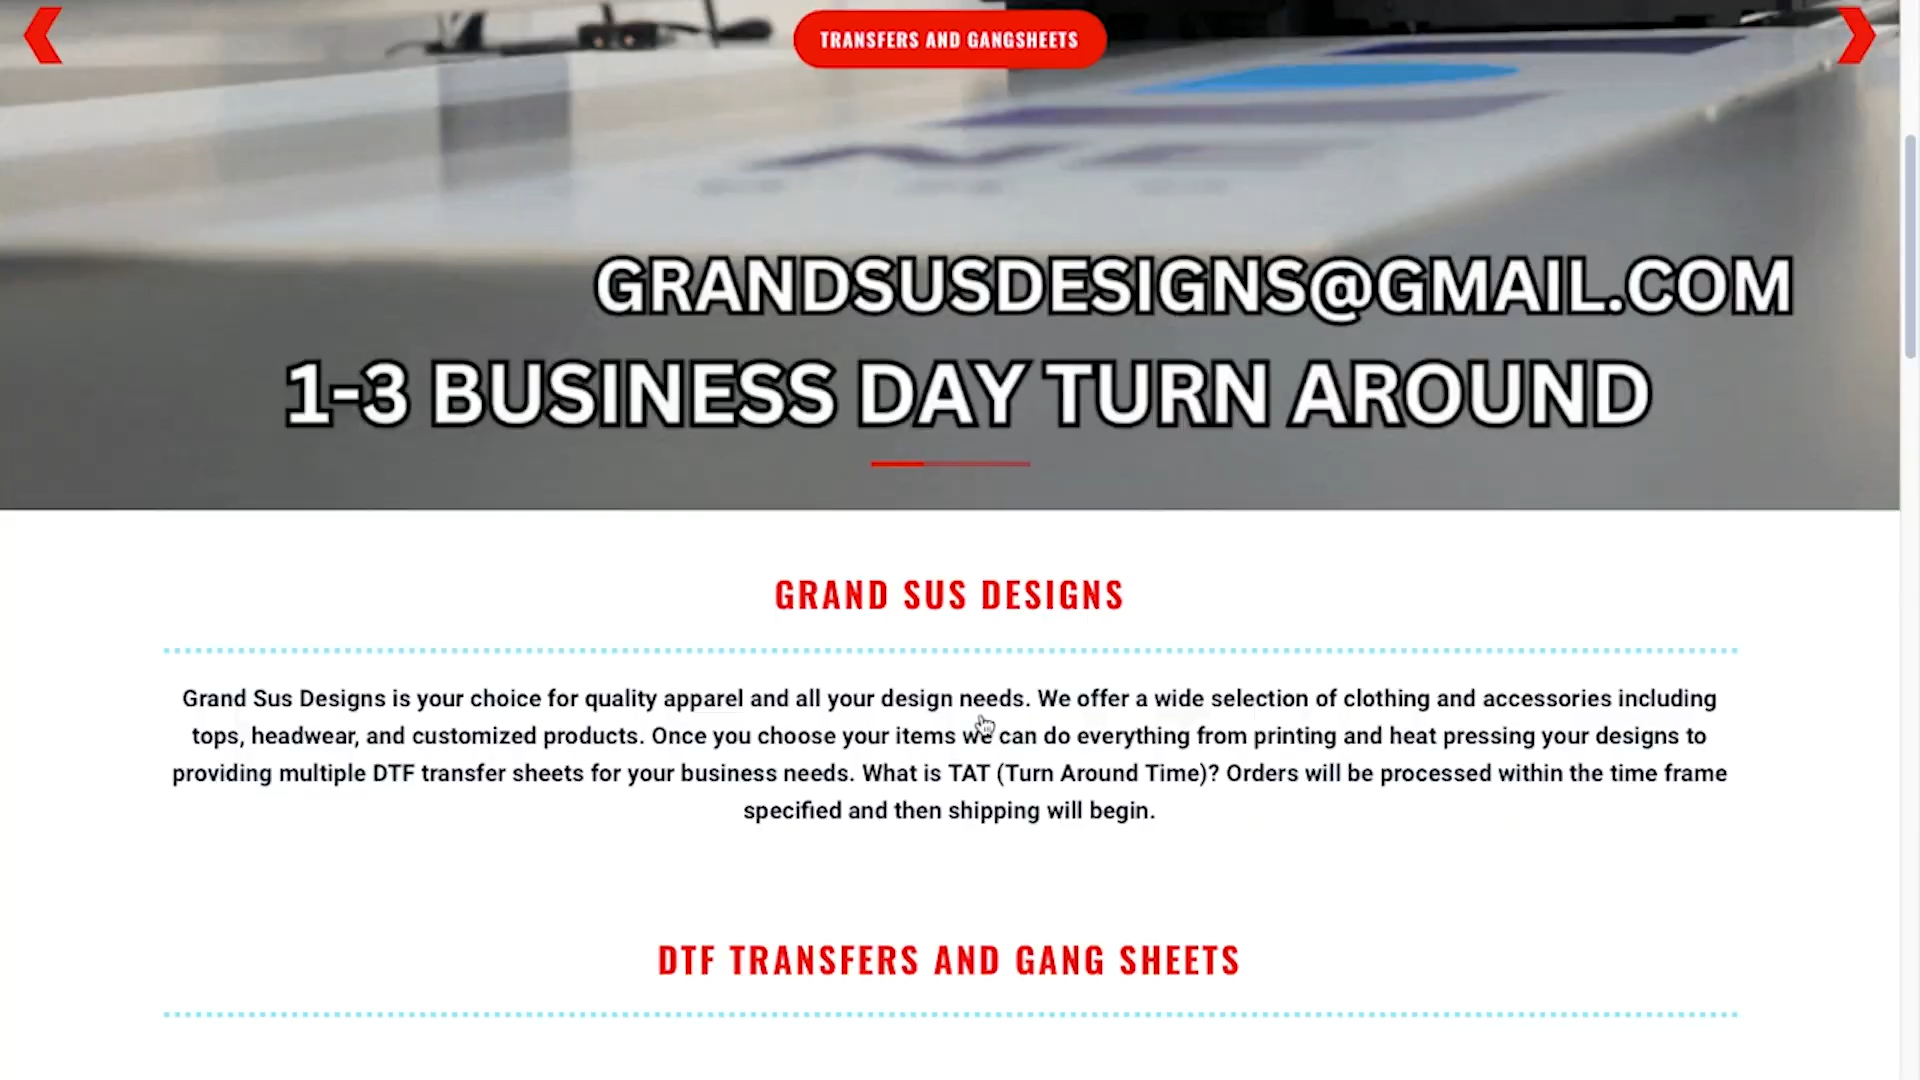 TRANSFERS AND GANGSHEETS
GRANDSUSDESIGNS@GMAIL.COM
1-3 BUSINESS DAY TURN AROUND
GRAND SUS DESIGNS
Grand Sus Designs is your choice for quality apparel and all your design needs. We offer a wide selection of clothing and accessories including
tops, headwear, and customized products. Once you choose your items we can do everything from printing and heat pressing your designs to
providing multiple DTF transfer sheets for your business needs. What is TAT (Turn Around Time)? Orders will be processed within the time frame
specified and then shipping will begin.
DTF TRANSFERS AND GANG SHEETS